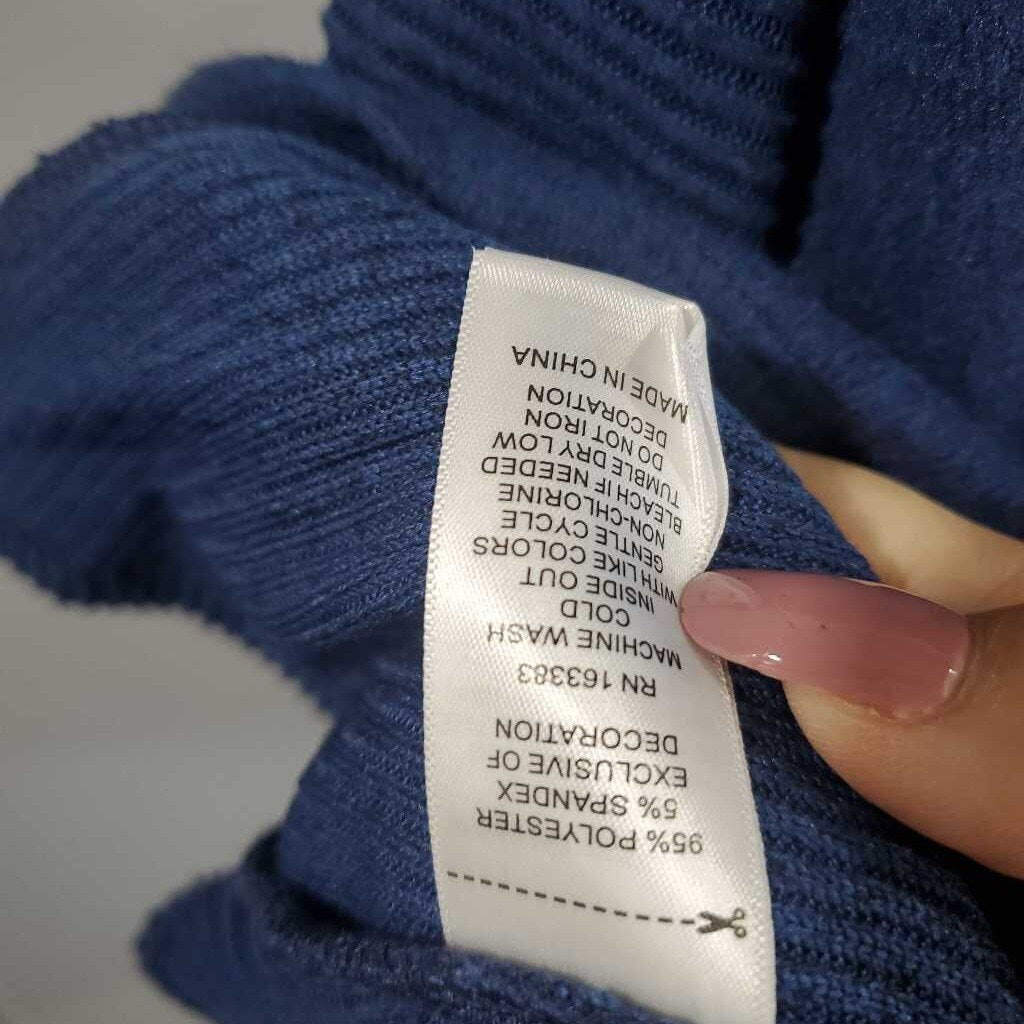 95% POLYESTER
5% SPANDEX
EXCLUSIVE OF
DECORATION
RN 163383
MACHINE WASH
COLD
INSIDE OUT
WITH LIKE COLORS
GENTLE CYCLE
NON-CHLORINE
BLEACH IF NEEDED
TUMBLE DRY LOW
DO NOT IRON
DECORATION
MADE IN CHINA